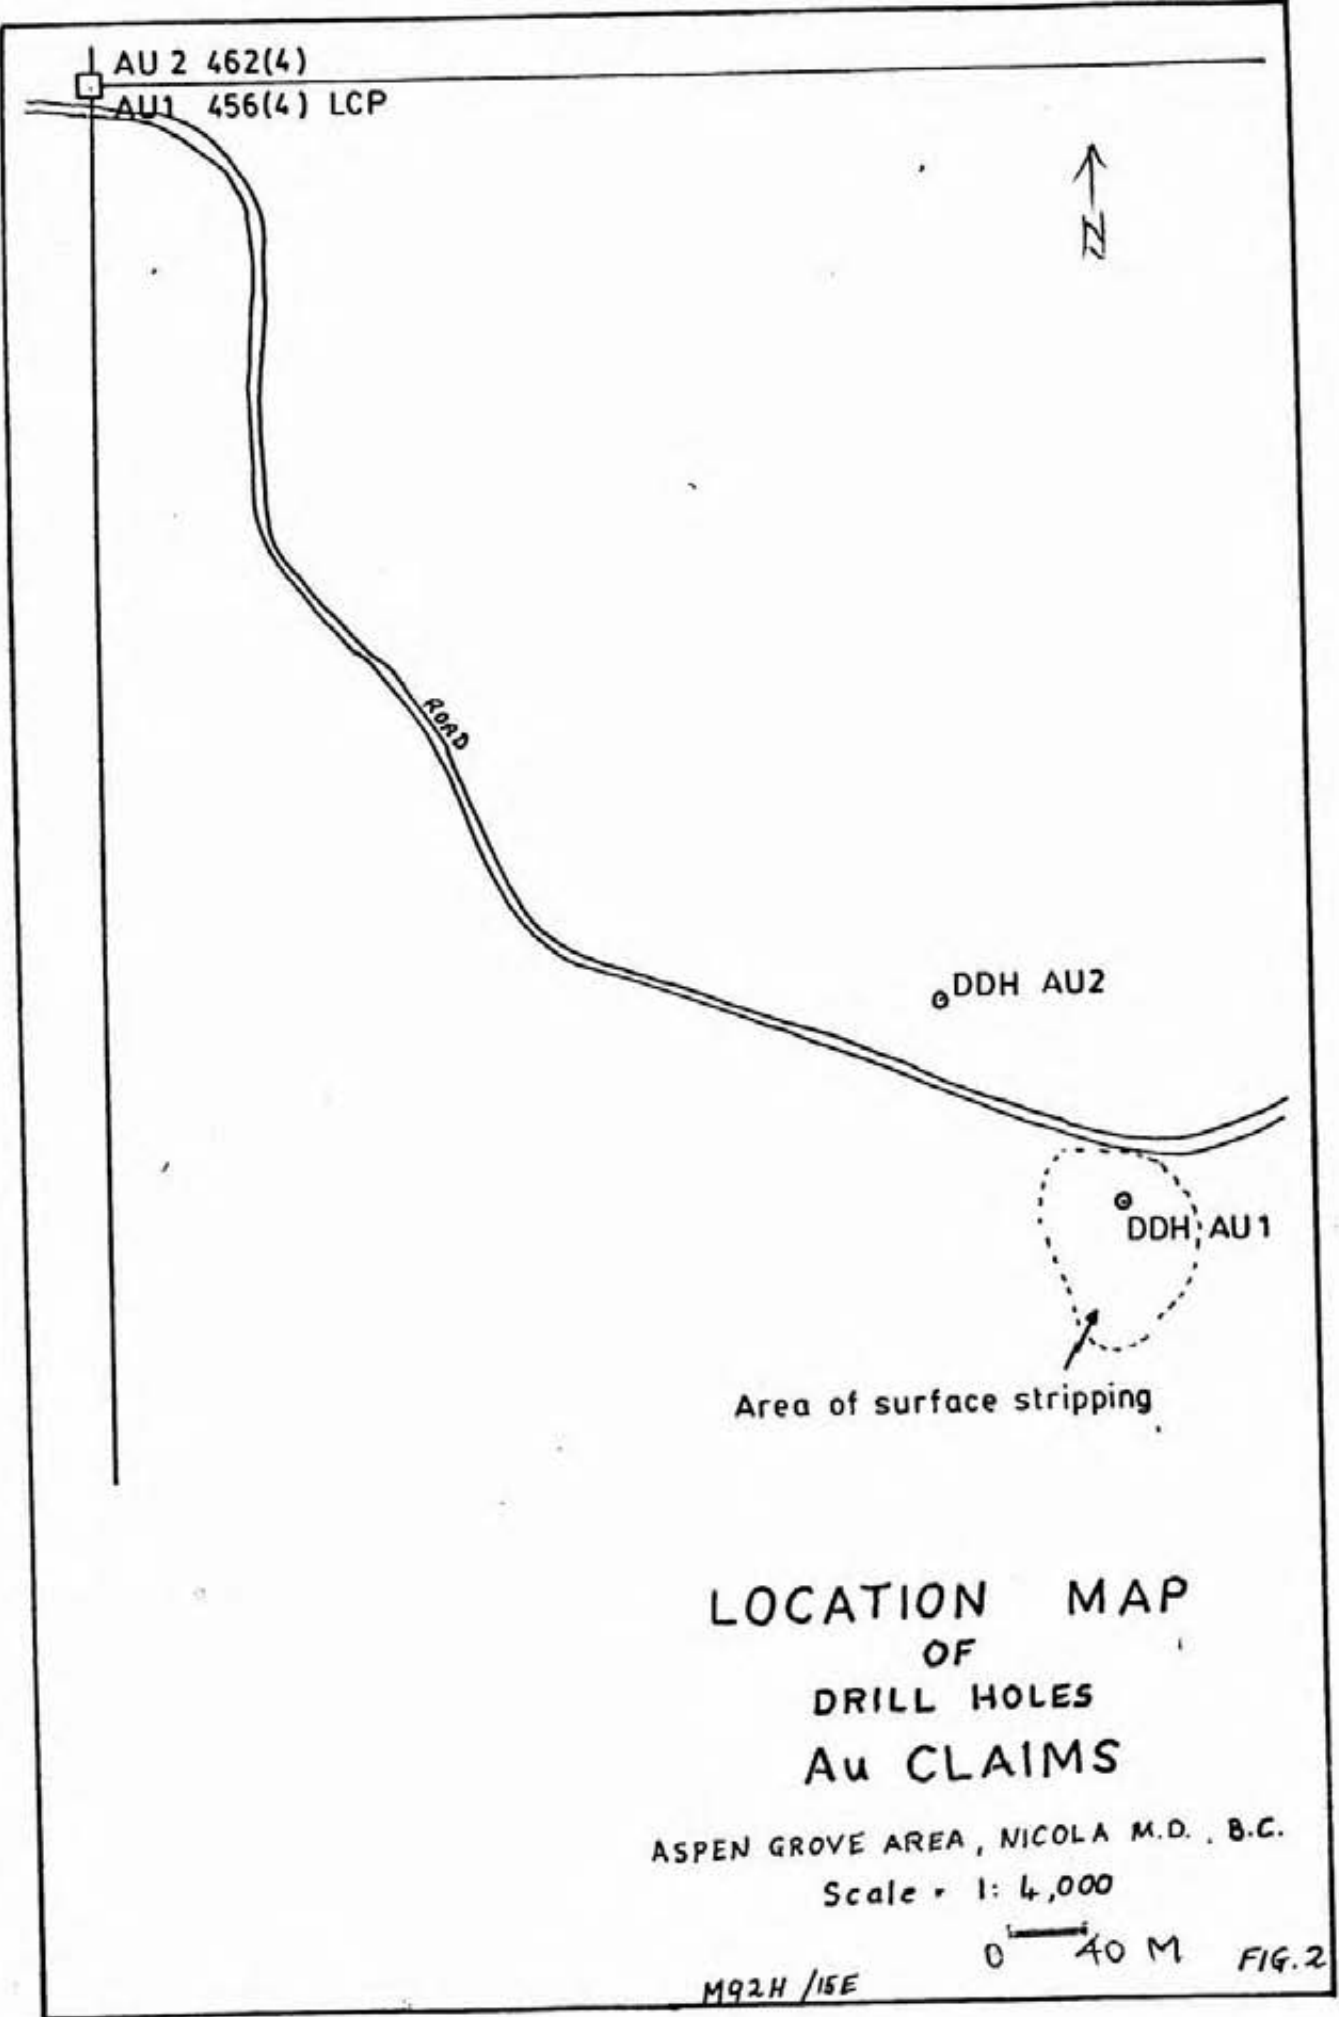 AU 2 462(4)
AU1 456(4) LCP
N
ROAD
DDH AU2
DDH AU1
Area of surface stripping
LOCATION MAP
OF
DRILL HOLES
Au CLAIMS
ASPEN GROVE AREA, NICOLA M.D., B.C.
Scale = 1: 4,000
0 40 M
FIG. 2
M92H /15E